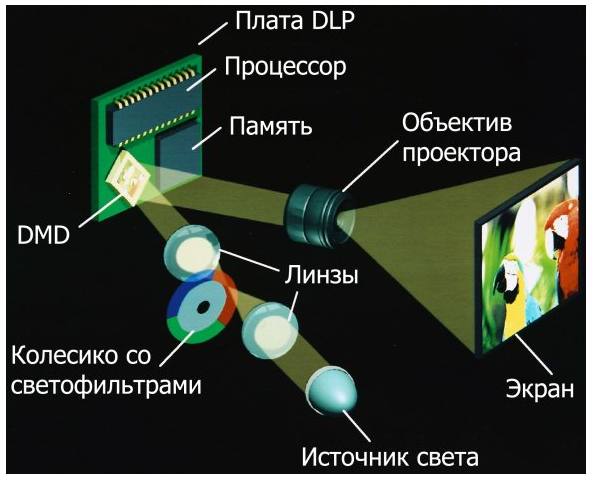 Плата DLP
Процессор
Память
Объектив
проектора
DMD
Линзы
Колесико со
светофильтрами
Экран
Источник света